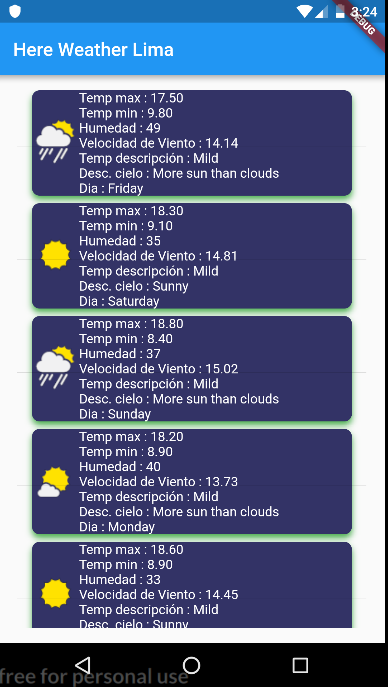 3:24
DEBUG
Here Weather Lima
Temp max : 17.50
Temp min : 9.80
Humedad : 49
Velocidad de Viento : 14.14
Temp descripción : Mild
Desc. cielo : More sun than clouds
Dia : Friday
Temp max : 18.30
Temp min : 9.10
Humedad : 35
Velocidad de Viento : 14.81
Temp descripción : Mild
Desc. cielo : Sunny
Dia : Saturday
Temp max : 18.80
Temp min : 8.40
Humedad : 37
Velocidad de Viento : 15.02
Temp descripción : Mild
Desc. cielo : More sun than clouds
Dia : Sunday
Temp max : 18.20
Temp min : 8.90
Humedad : 40
Velocidad de Viento : 13.73
Temp descripción : Mild
Desc. cielo : More sun than clouds
Dia : Monday
Temp max : 18.60
Temp min : 8.90
Humedad : 33
Velocidad de Viento : 14.45
Temp descripción : Mild
Desc. cielo : Sunny
free for personal use